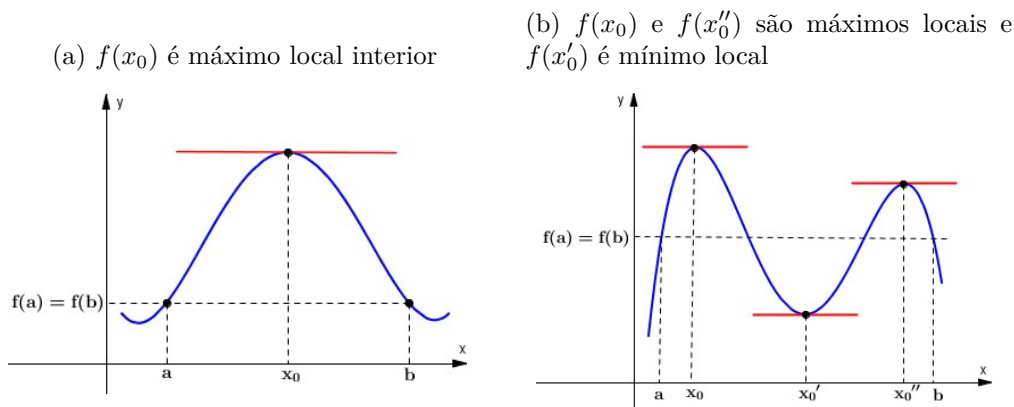 (a) f(x₀) é máximo local interior
y
f(a) = f(b)
a
x₀
b
x
(b) f(x₀) e f(x₀′′) são máximos locais e
f(x₀′) é mínimo local
y
f(a) = f(b)
a
x₀
x₀′
x₀′′
b
x